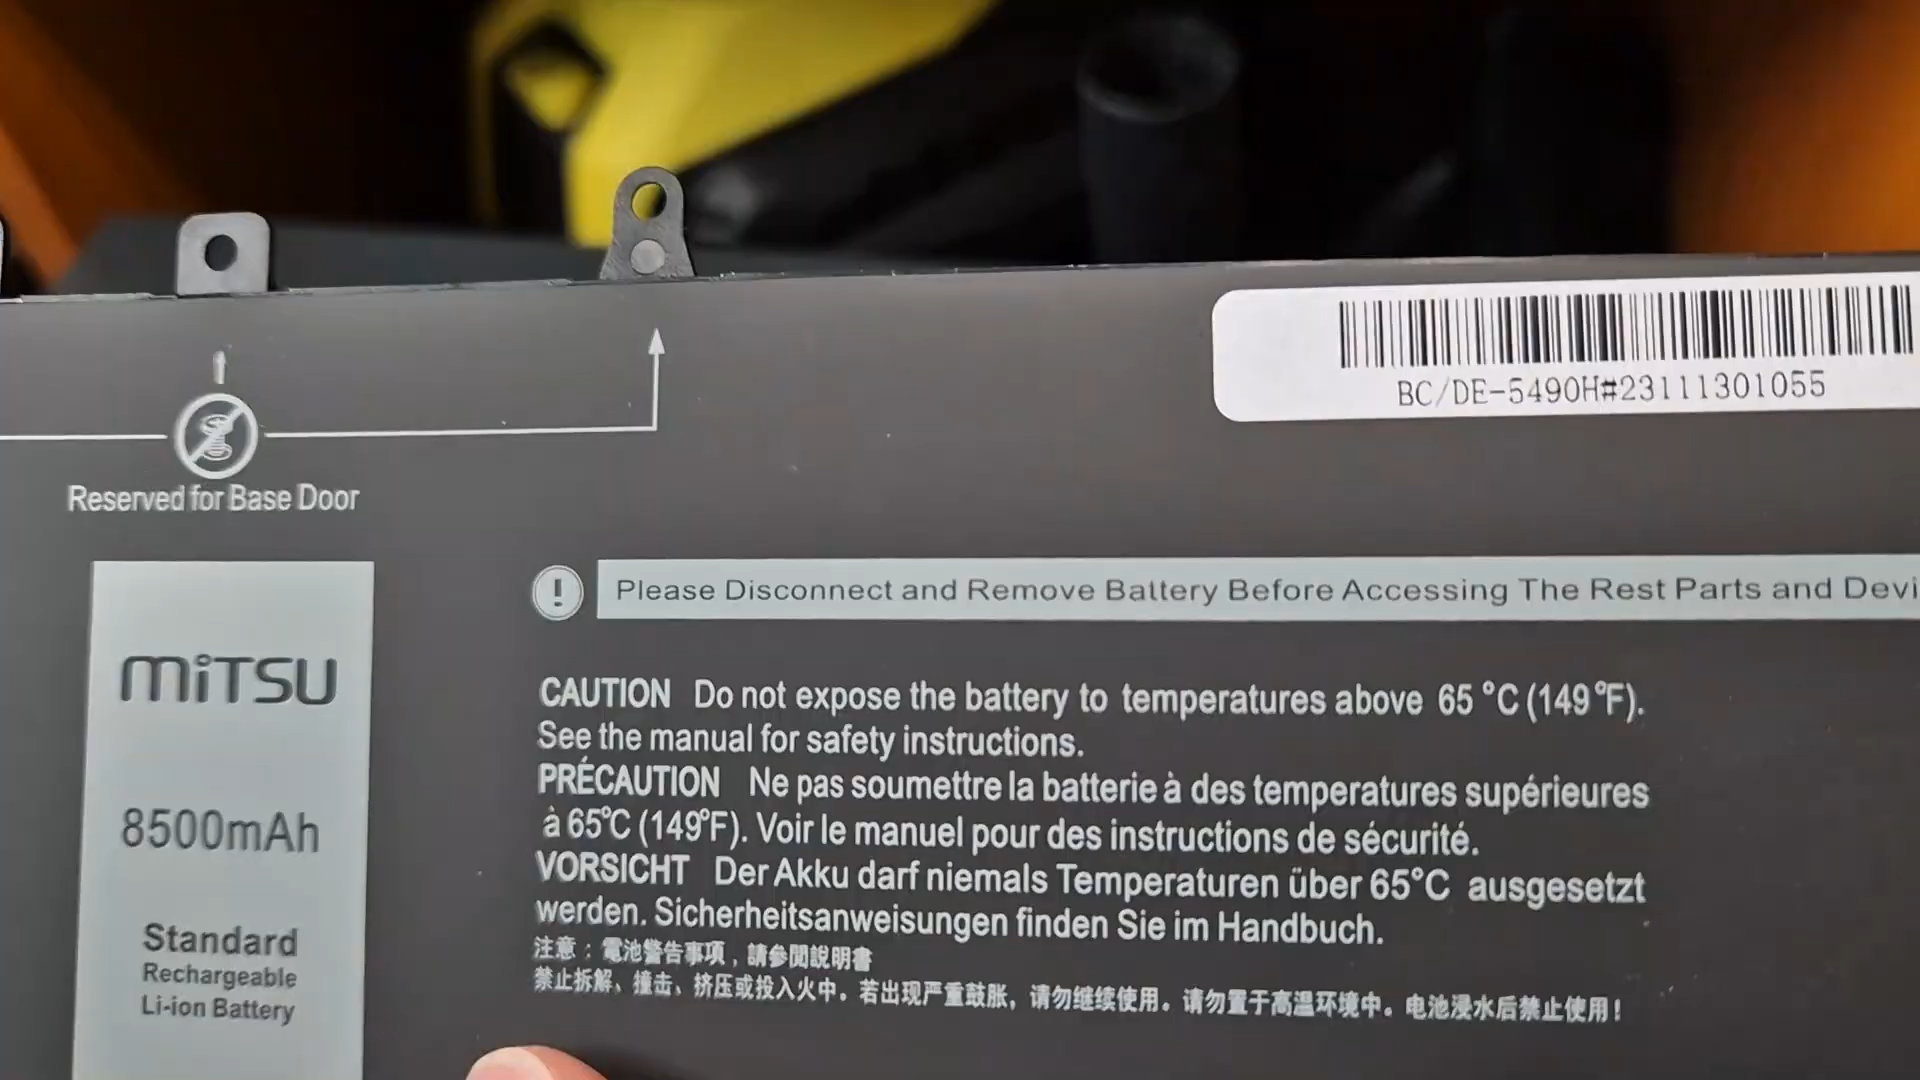 BC/DE-5490H#23111301055
Reserved for Base Door
Please Disconnect and Remove Battery Before Accessing The Rest Parts and Devi
miTSU
8500mAh
Standard
Rechargeable
Li-ion Battery
CAUTION Do not expose the battery to temperatures above 65 °C (149 °F).
See the manual for safety instructions.
PRÉCAUTION Ne pas soumettre la batterie à des temperatures supérieures
à 65°C (149°F). Voir le manuel pour des instructions de sécurité.
VORSICHT Der Akku darf niemals Temperaturen über 65°C ausgesetzt
werden. Sicherheitsanweisungen finden Sie im Handbuch.
注意：電池警告事項，請參閱說明書
禁止拆解、撞击、挤压或投入火中。若出现严重鼓胀，请勿继续使用。请勿置于高温环境中。电池浸水后禁止使用！